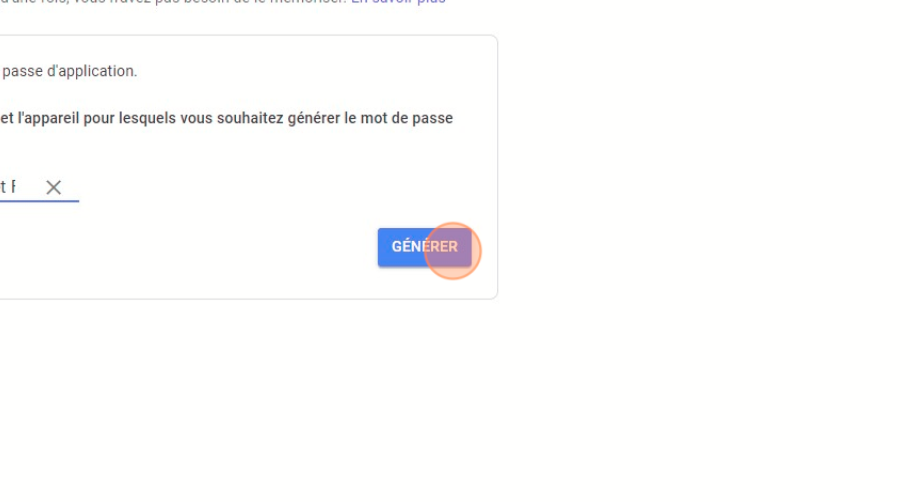 d'une fois, vous n'avez pas besoin de le mémoriser. En savoir plus
passe d'application.
et l'appareil pour lesquels vous souhaitez générer le mot de passe
GÉNÉRER